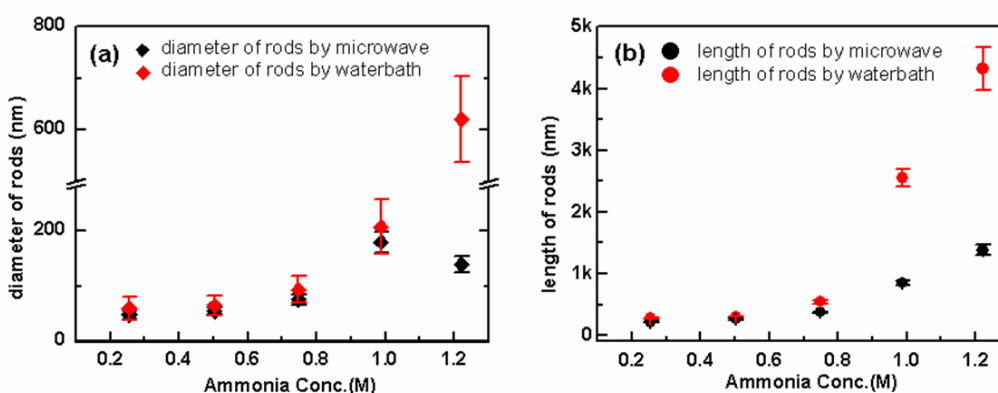 800
(a)
diameter of rods by microwave
diameter of rods by waterbath
600
200
0
diameter of rods (nm)
0.2 0.4 0.6 0.8 1.0 1.2
Ammonia Conc.(M)
5k
(b)
length of rods by microwave
length of rods by waterbath
4k
3k
2k
1k
0
length of rods (nm)
0.2 0.4 0.6 0.8 1.0 1.2
Ammonia Conc.(M)